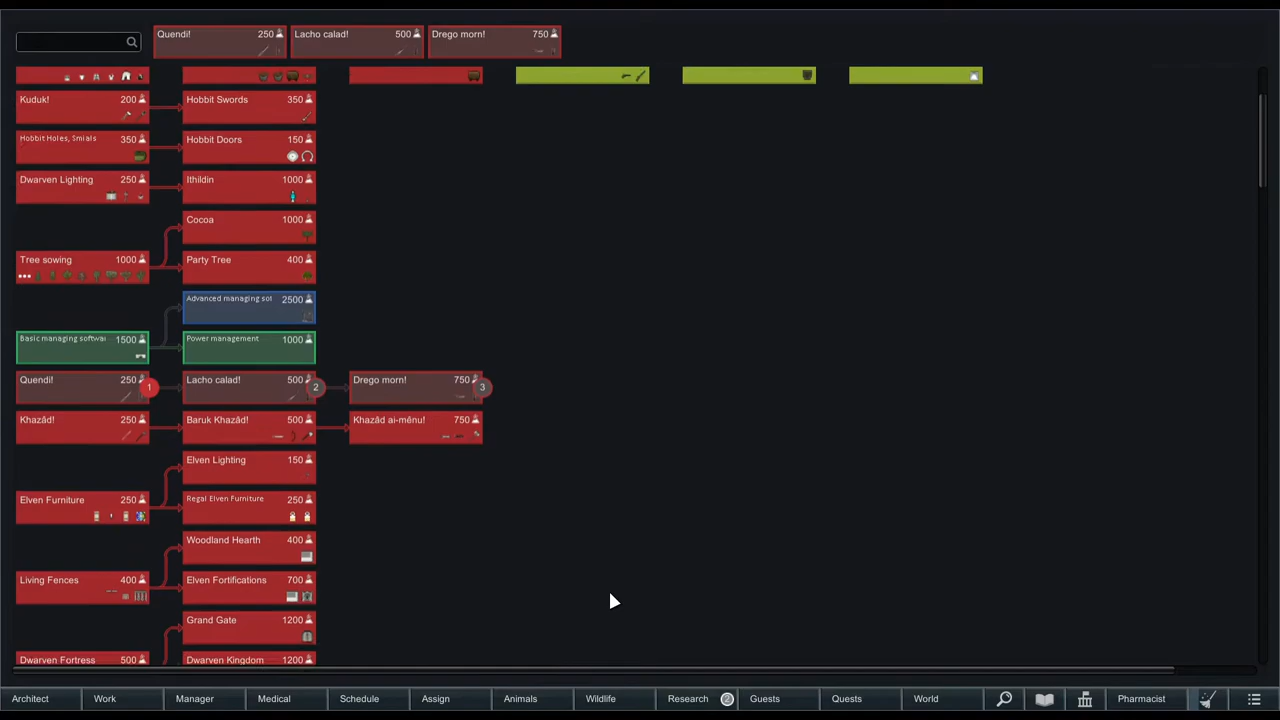 Quendi! 250 Lacho calad! 500 Drego morn! 750
Kuduk! 200 Hobbit Swords 350
Hobbit Holes, Smials 350 Hobbit Doors 150
Dwarven Lighting 250 Ithildin 1000
Cocoa 1000
Tree sowing 1000 Party Tree 400
Advanced managing sof 2500
Basic managing softwar 1500 Power management 1000
Quendi! 250 1 Lacho calad! 500 2 Drego morn! 750 3
Khazâd! 250 Baruk Khazâd! 500 Khazâd ai-mênu! 750
Elven Lighting 150
Elven Furniture 250 Regal Elven Furniture 250
Woodland Hearth 400
Living Fences 400 Elven Fortifications 700
Grand Gate 1200
Dwarven Fortress 500 Dwarven Kingdom 1200
Architect Work Manager Medical Schedule Assign Animals Wildlife Research 2 Guests Quests World Pharmacist